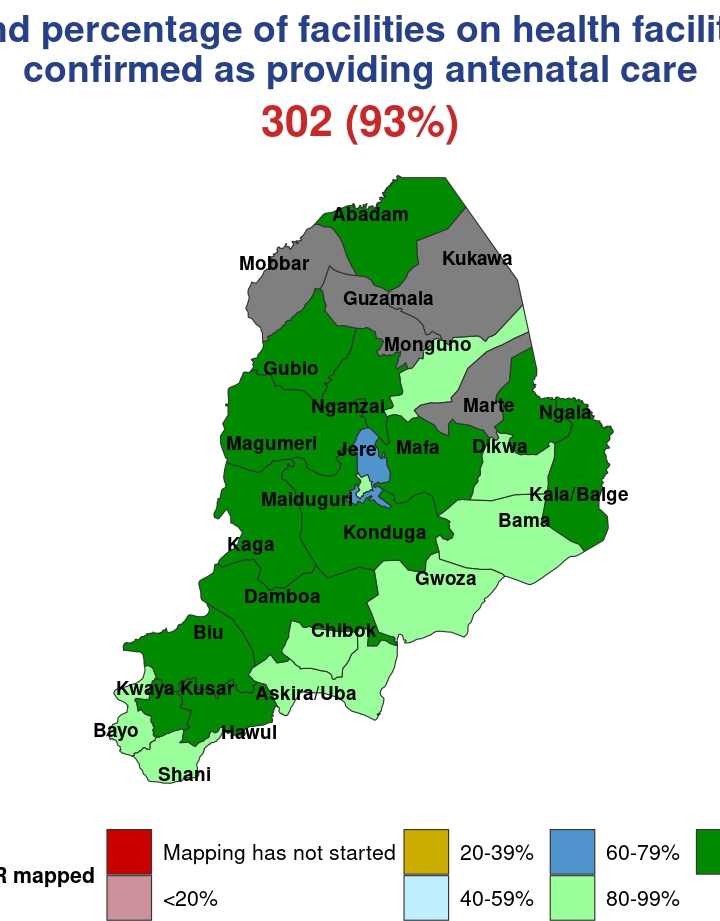 nd percentage of facilities on health facilit
confirmed as providing antenatal care
302 (93%)
Abadam
Mobbar
Kukawa
Guzamala
Monguno
Gubio
Nganzai
Marte
Ngala
Magumeri
Jere
Mafa
Dikwa
Maiduguri
Kala/Balge
Bama
Konduga
Kaga
Gwoza
Damboa
Biu
Chibok
Kwaya Kusar
Askira/Uba
Bayo
Hawul
Shani
Mapping has not started
20-39%
60-79%
R mapped
<20%
40-59%
80-99%